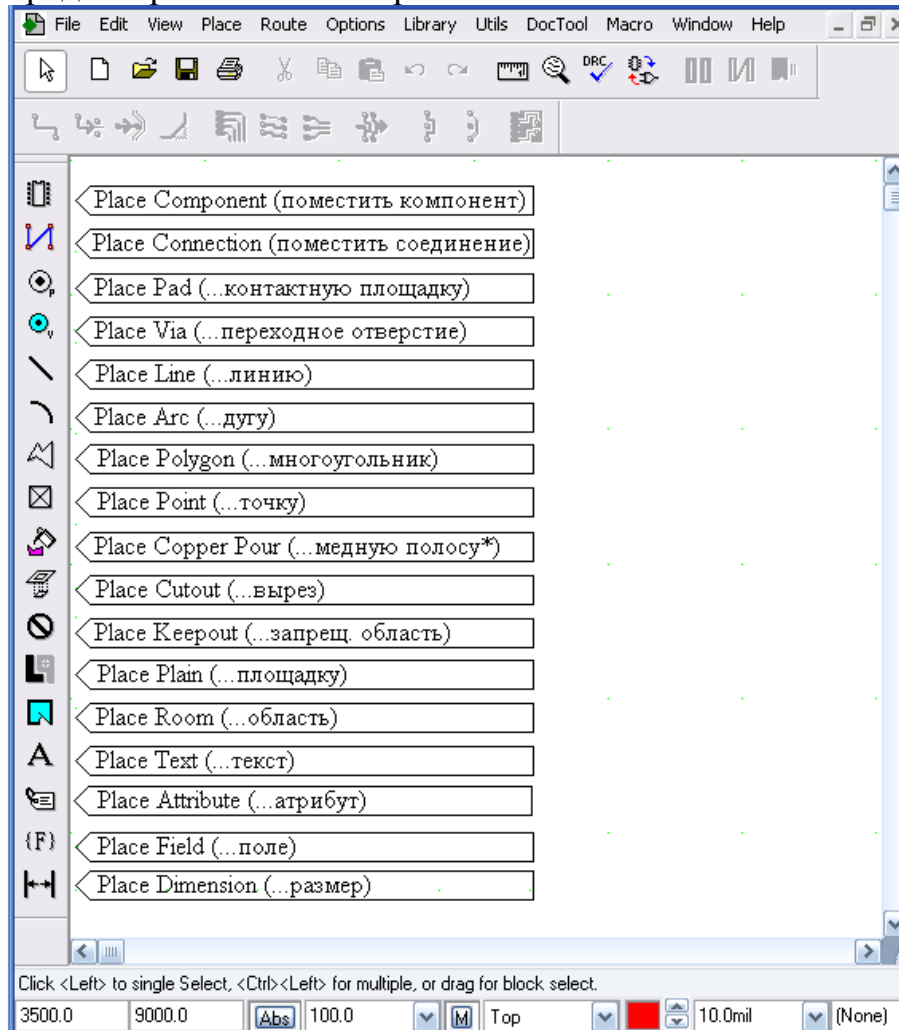 File Edit View Place Route Options Library Utils DocTool Macro Window Help
DRC
Place Component (поместить компонент)
Place Connection (поместить соединение)
Place Pad (...контактную площадку)
Place Via (...переходное отверстие)
Place Line (...линию)
Place Arc (...дугу)
Place Polygon (...многоугольник)
Place Point (...точку)
Place Copper Pour (...медную полосу*)
Place Cutout (...вырез)
Place Keepout (...запрещ. область)
Place Plain (...площадку)
Place Room (...область)
A Place Text (...текст)
Place Attribute (...атрибут)
{F} Place Field (...поле)
Place Dimension (...размер)
Click <Left> to single Select, <Ctrl><Left> for multiple, or drag for block select.
3500.0 9000.0 Abs 100.0 M Top 10.0mil (None)